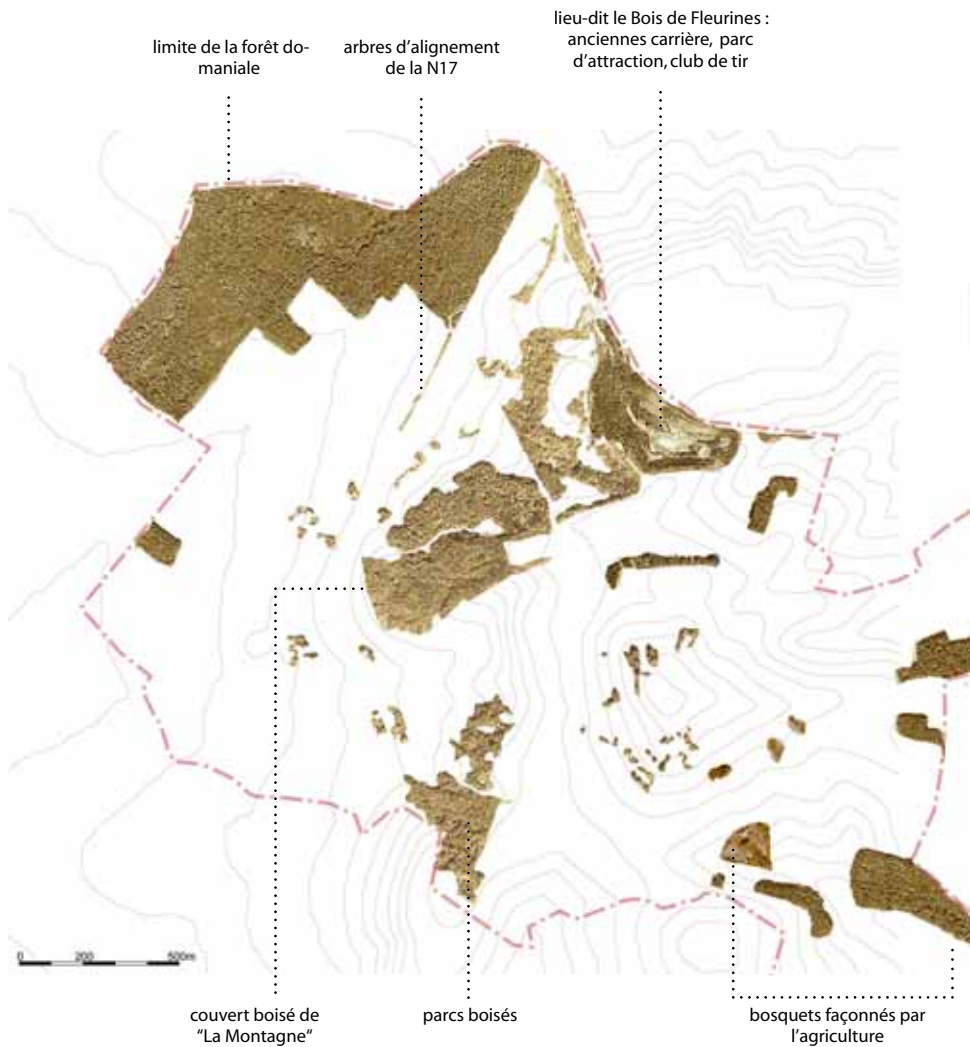 limite de la forêt do-
maniale
arbres d'alignement
de la N17
lieu-dit le Bois de Fleurines :
anciennes carrière, parc
d'attraction, club de tir
0 200 500m
couvert boisé de
"La Montagne"
parcs boisés
bosquets façonnés par
l'agriculture